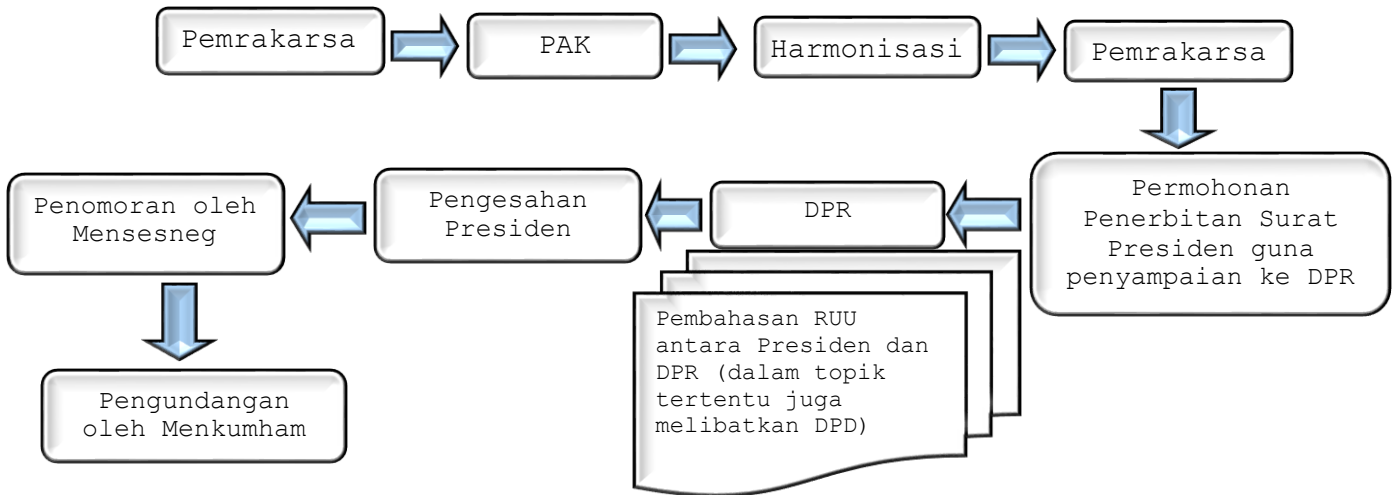 Pemrakarsa
PAK
Harmonisasi
Pemrakarsa
Permohonan
Penerbitan Surat
Presiden guna
penyampaian ke DPR
DPR
Pembahasan RUU
antara Presiden dan
DPR (dalam topik
tertentu juga
melibatkan DPD)
Pengesahan
Presiden
Penomoran oleh
Mensesneg
Pengundangan
oleh Menkumham